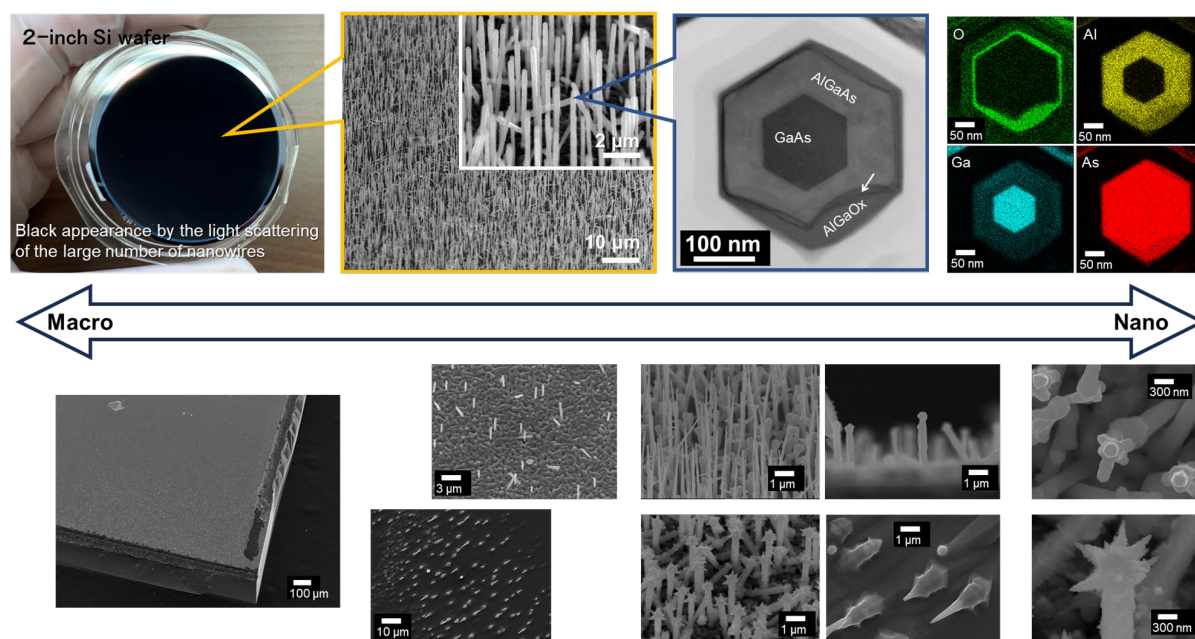 2-inch Si wafer
Black appearance by the light scattering
of the large number of nanowires
2 µm
10 µm
AlGaAs
GaAs
AlGaOx
100 nm
O
50 nm
Al
50 nm
Ga
50 nm
As
50 nm
Macro
Nano
100 µm
3 µm
10 µm
1 µm
1 µm
300 nm
1 µm
1 µm
300 nm